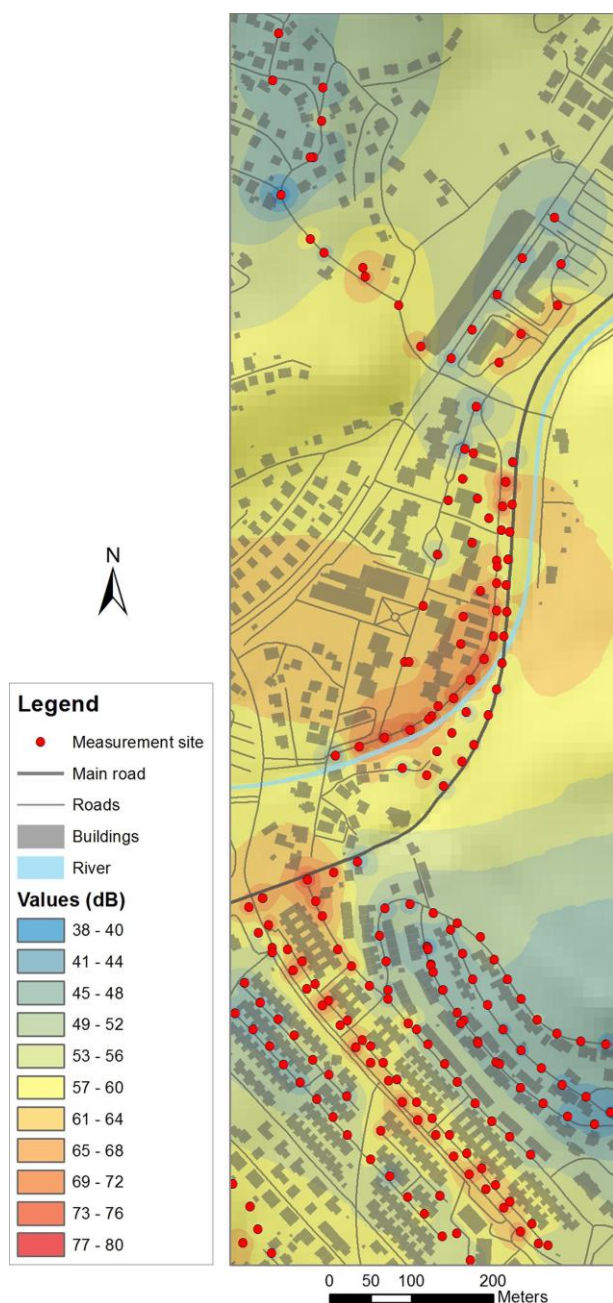 N
Legend
Measurement site
Main road
Roads
Buildings
River
Values (dB)
38 - 40
41 - 44
45 - 48
49 - 52
53 - 56
57 - 60
61 - 64
65 - 68
69 - 72
73 - 76
77 - 80
0 50 100 200
Meters